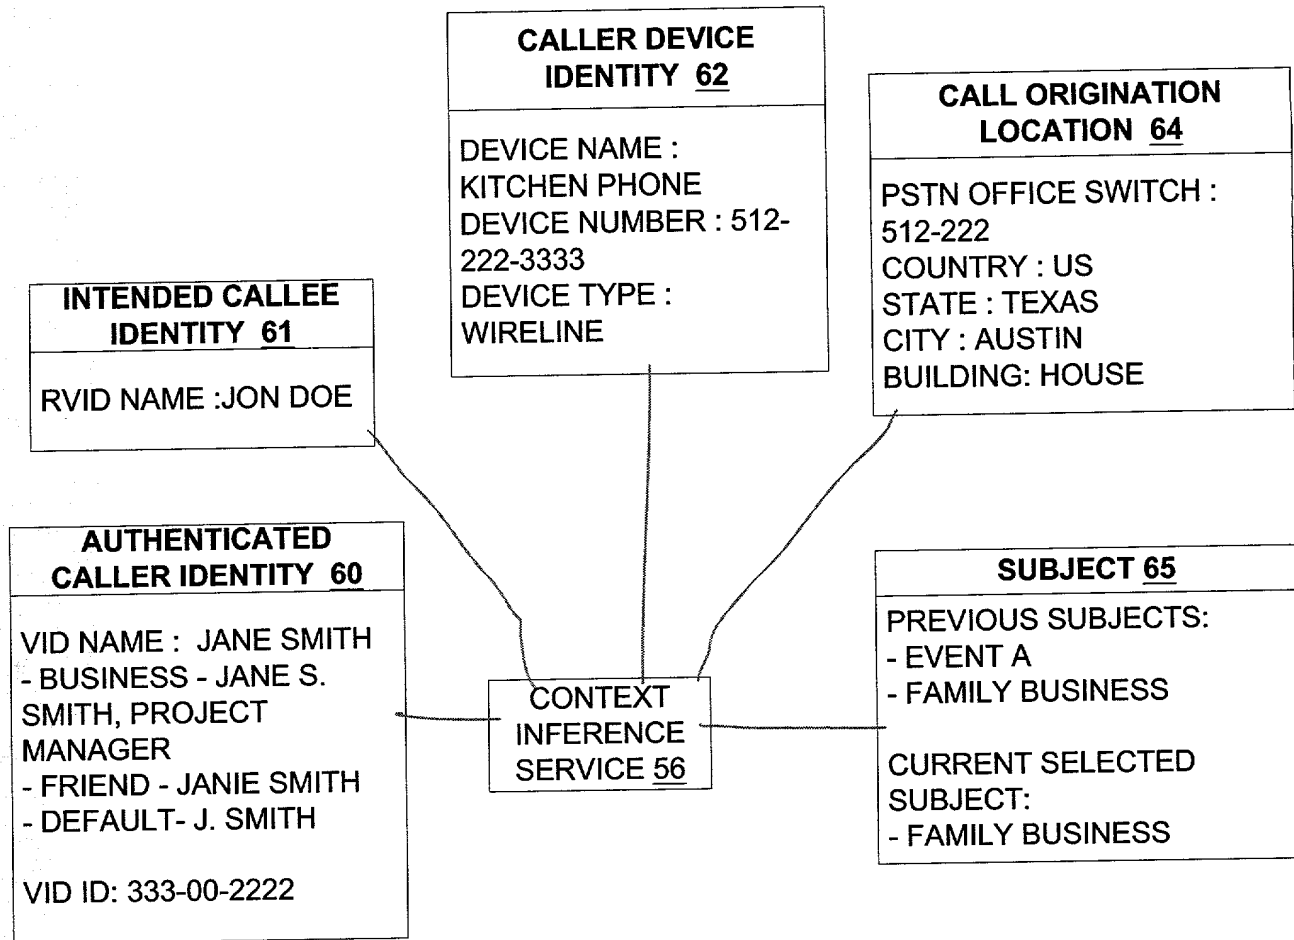 CALLER DEVICE
IDENTITY 62
DEVICE NAME :
KITCHEN PHONE
DEVICE NUMBER : 512-
222-3333
DEVICE TYPE :
WIRELINE
CALL ORIGINATION
LOCATION 64
PSTN OFFICE SWITCH :
512-222
COUNTRY : US
STATE : TEXAS
CITY : AUSTIN
BUILDING: HOUSE
INTENDED CALLEE
IDENTITY 61
RVID NAME :JON DOE
AUTHENTICATED
CALLER IDENTITY 60
VID NAME : JANE SMITH
- BUSINESS - JANE S.
SMITH, PROJECT
MANAGER
- FRIEND - JANIE SMITH
- DEFAULT- J. SMITH
VID ID: 333-00-2222
CONTEXT
INFERENCE
SERVICE 56
SUBJECT 65
PREVIOUS SUBJECTS:
- EVENT A
- FAMILY BUSINESS
CURRENT SELECTED
SUBJECT:
- FAMILY BUSINESS